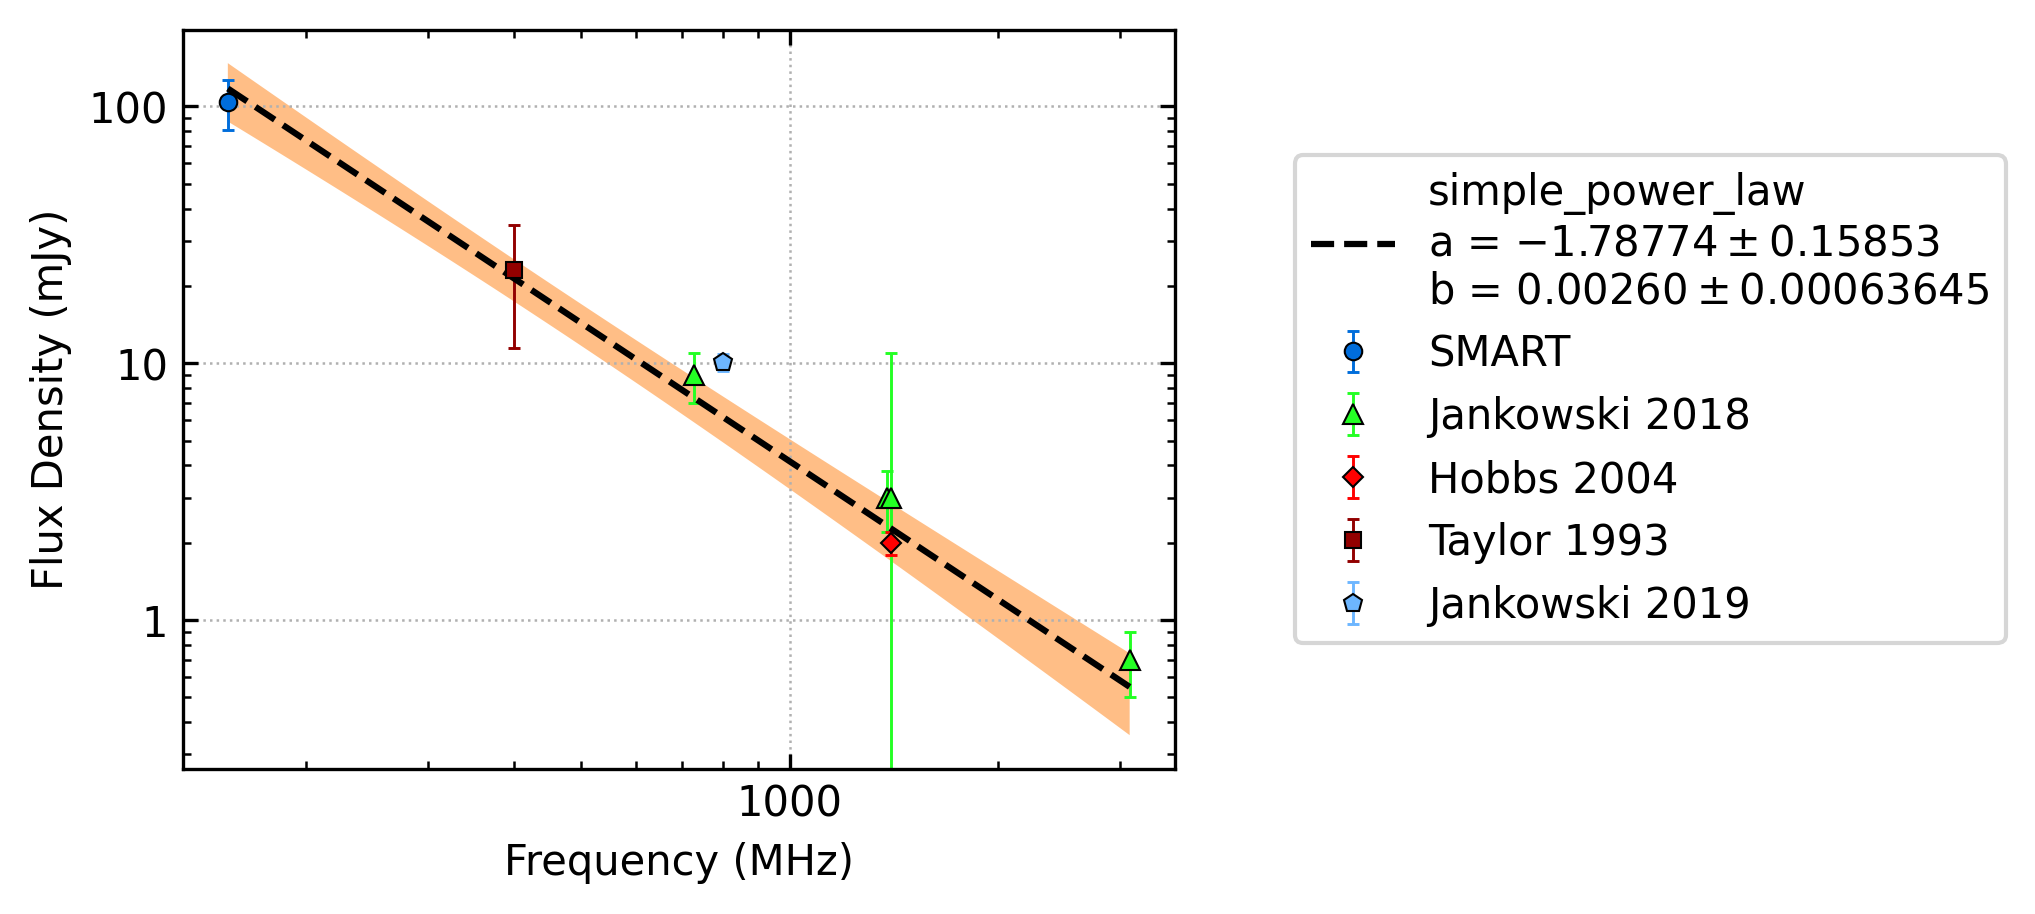 100
10
1
Flux Density (mJy)
1000
Frequency (MHz)
simple_power_law
a = −1.78774 ± 0.15853
b = 0.00260 ± 0.00063645
SMART
Jankowski 2018
Hobbs 2004
Taylor 1993
Jankowski 2019